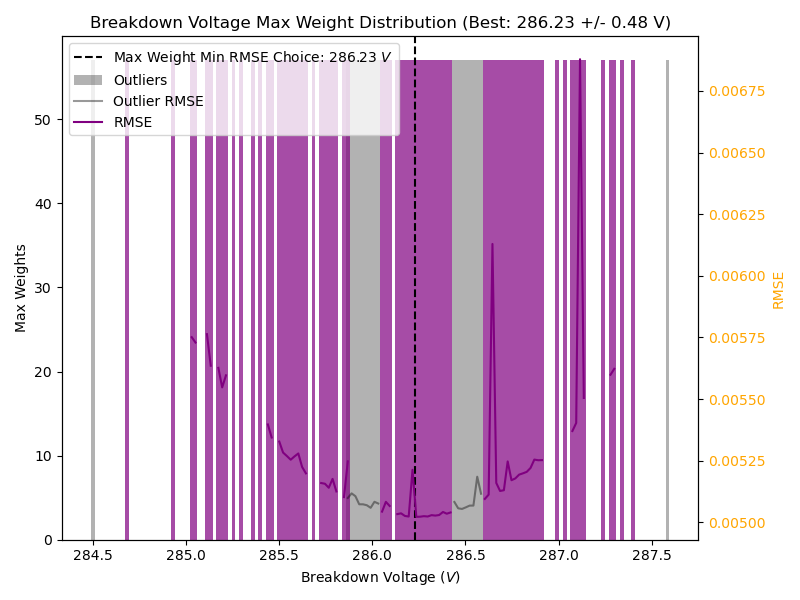 Breakdown Voltage Max Weight Distribution (Best: 286.23 +/- 0.48 V)
Max Weight Min RMSE Choice: 286.23 V
Outliers
Outlier RMSE
RMSE
Max Weights
50
40
30
20
10
0
0.00675
0.00650
0.00625
0.00600
0.00575
0.00550
0.00525
0.00500
RMSE
284.5 285.0 285.5 286.0 286.5 287.0 287.5
Breakdown Voltage (V)